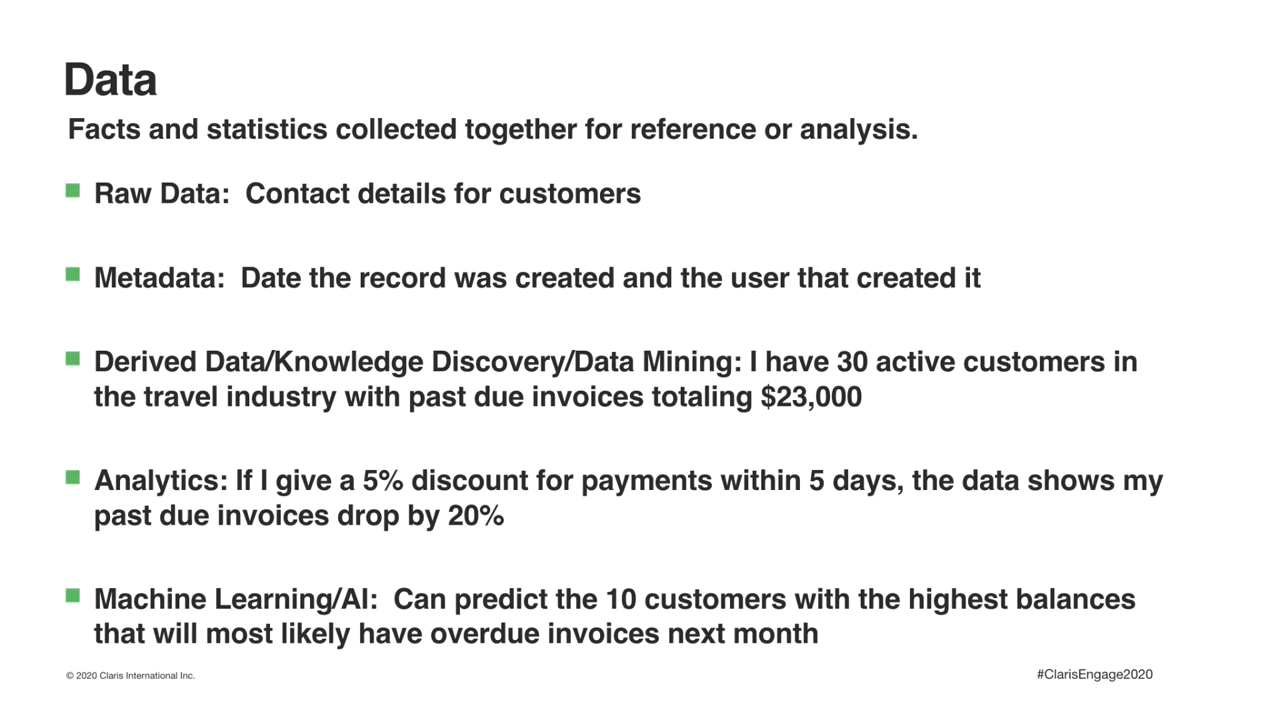 Data
Facts and statistics collected together for reference or analysis.
Raw Data:  Contact details for customers
Metadata:  Date the record was created and the user that created it
Derived Data/Knowledge Discovery/Data Mining: I have 30 active customers in
the travel industry with past due invoices totaling $23,000
Analytics: If I give a 5% discount for payments within 5 days, the data shows my
past due invoices drop by 20%
Machine Learning/AI:  Can predict the 10 customers with the highest balances
that will most likely have overdue invoices next month
© 2020 Claris International Inc.
#ClarisEngage2020